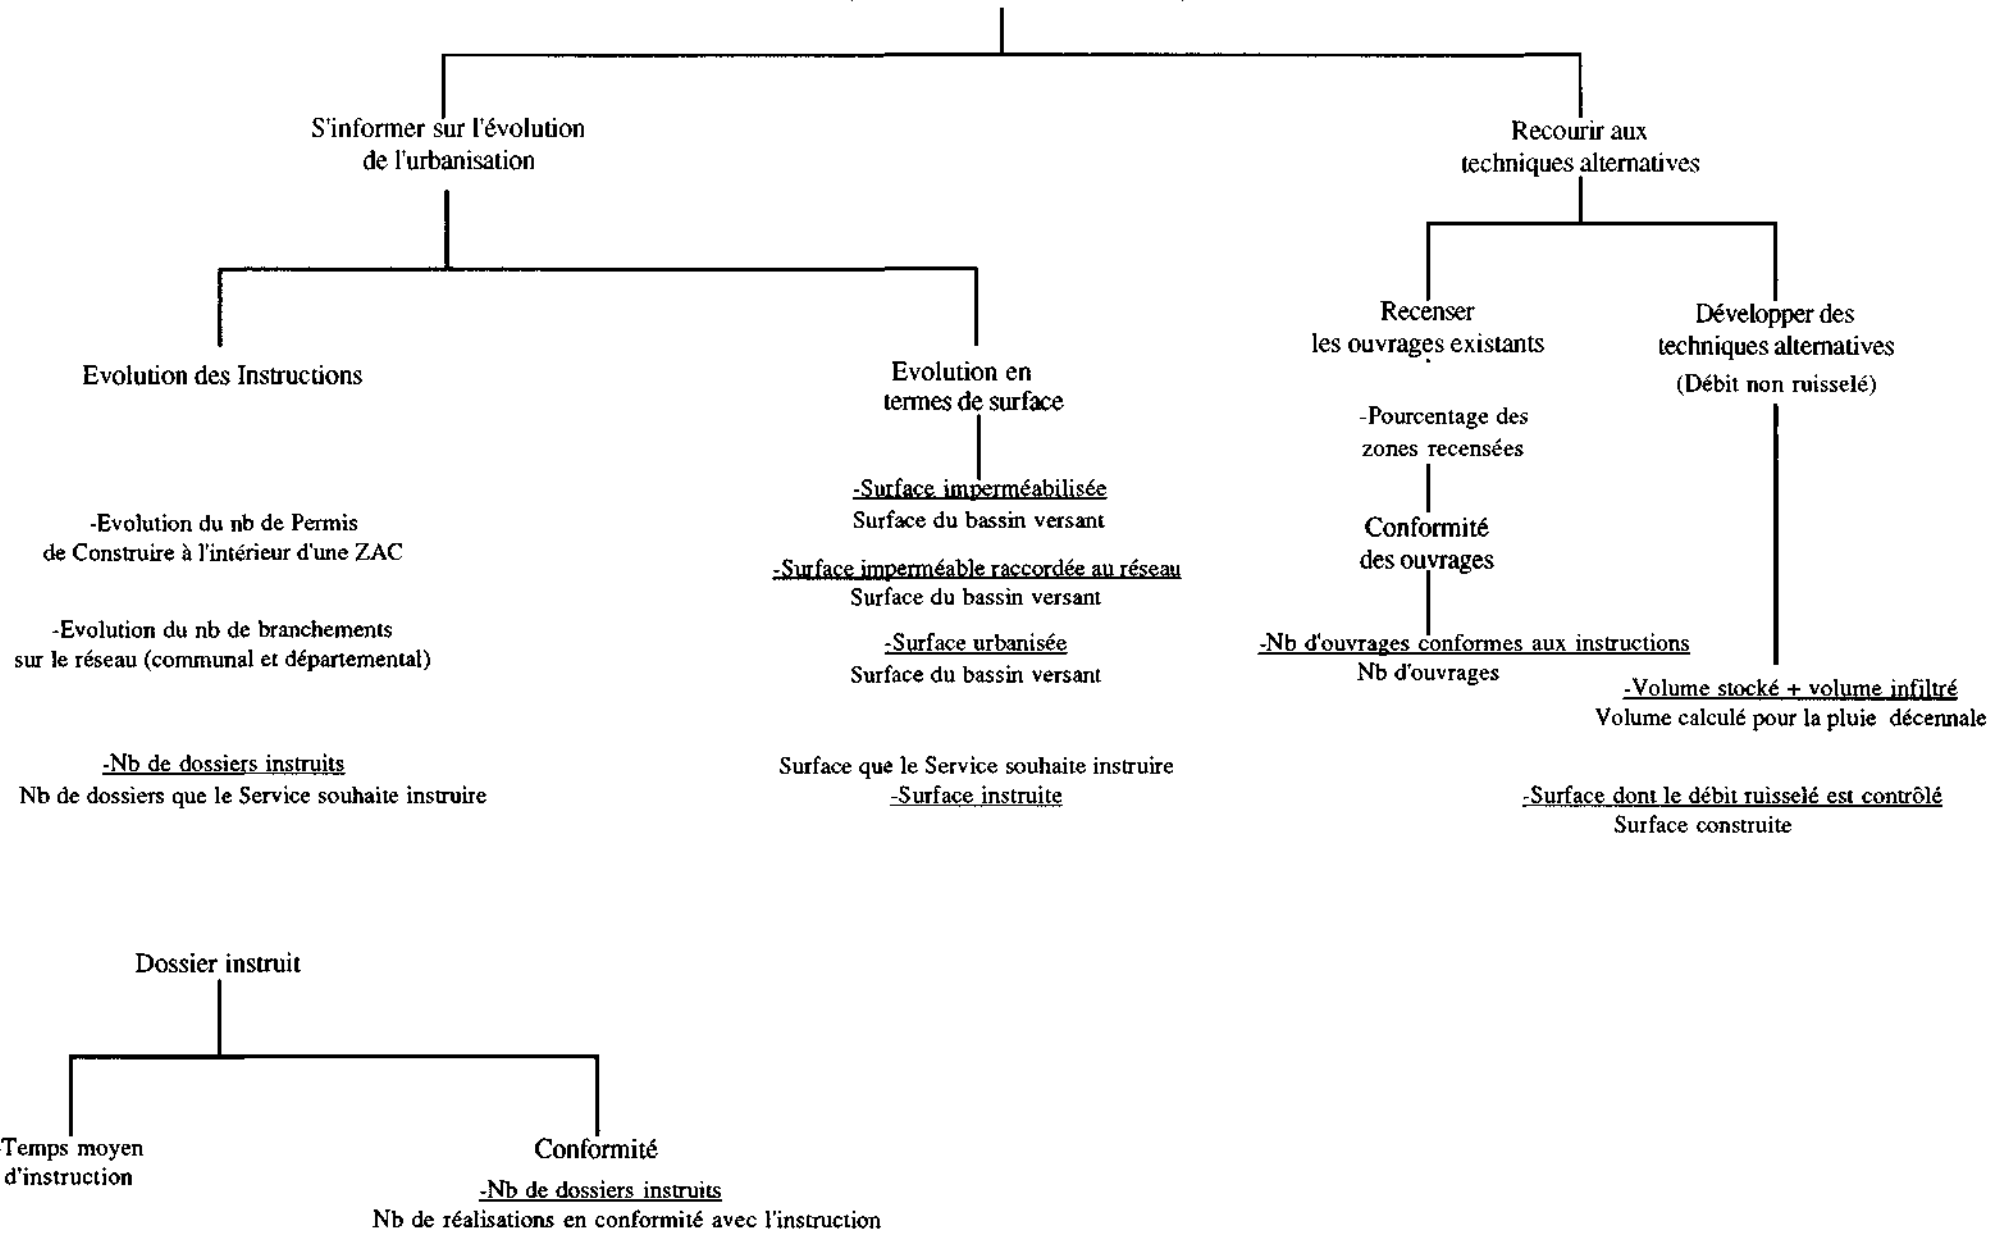 S'informer sur l'évolution
de l'urbanisation
Recourir aux
techniques alternatives
Evolution des Instructions
Evolution en
termes de surface
Recenser
les ouvrages existants
Développer des
techniques alternatives
(Débit non ruisselé)
-Evolution du nb de Permis
de Construire à l'intérieur d'une ZAC
-Evolution du nb de branchements
sur le réseau (communal et départemental)
-Nb de dossiers instruits
Nb de dossiers que le Service souhaite instruire
-Surface imperméabilisée
Surface du bassin versant
-Surface imperméable raccordée au réseau
Surface du bassin versant
-Surface urbanisée
Surface du bassin versant
Surface que le Service souhaite instruire
-Surface instruite
-Pourcentage des
zones recensées
Conformité
des ouvrages
-Nb d'ouvrages conformes aux instructions
Nb d'ouvrages
-Volume stocké + volume infiltré
Volume calculé pour la pluie décennale
-Surface dont le débit ruisselé est contrôlé
Surface construite
Dossier instruit
-Temps moyen
d'instruction
Conformité
-Nb de dossiers instruits
Nb de réalisations en conformité avec l'instruction